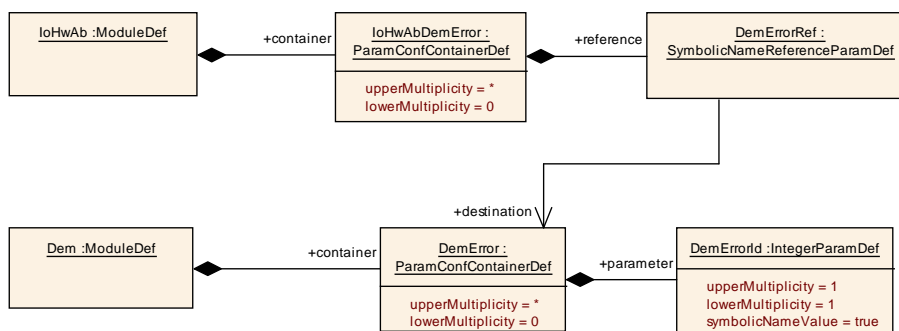 IoHwAb :ModuleDef
+container
IoHwAbDemError :
ParamConfContainerDef
upperMultiplicity = *
lowerMultiplicity = 0
+reference
DemErrorRef :
SymbolicNameReferenceParamDef
+destination
Dem :ModuleDef
+container
DemError :
ParamConfContainerDef
upperMultiplicity = *
lowerMultiplicity = 0
+parameter
DemErrorId :IntegerParamDef
upperMultiplicity = 1
lowerMultiplicity = 1
symbolicNameValue = true